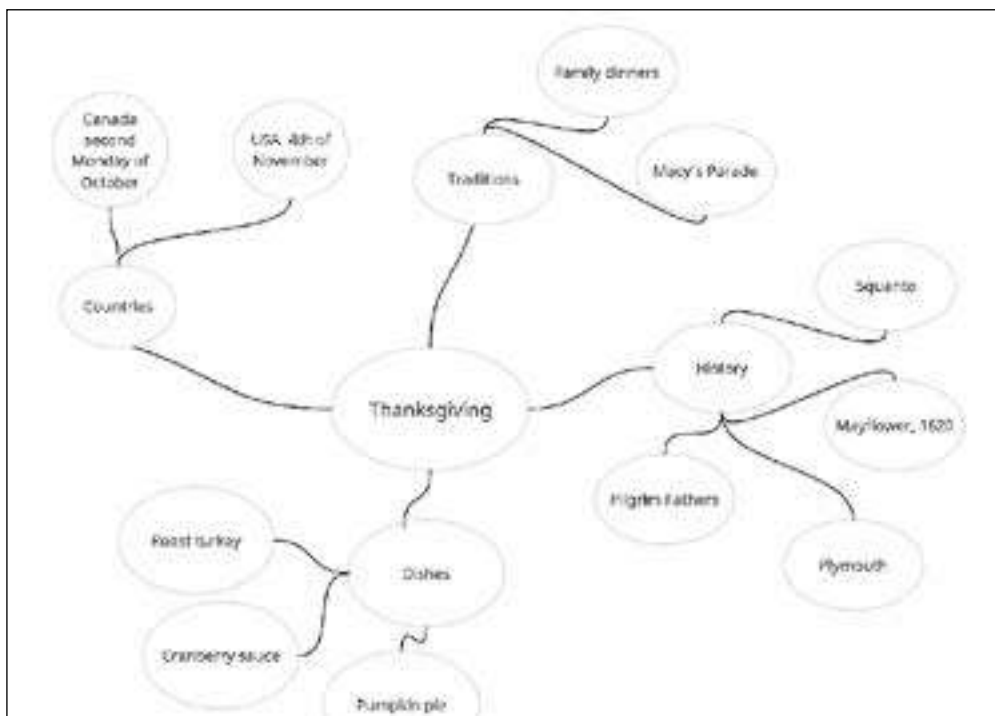 Family dinners
Canada
second
Monday of
October
USA 4th of
November
Traditions
Macy's Parade
Countries
Squanto
History
Thanksgiving
Mayflower, 1620
Pilgrim Fathers
Roast turkey
Dishes
Plymouth
Cranberry sauce
Pumpkin pie